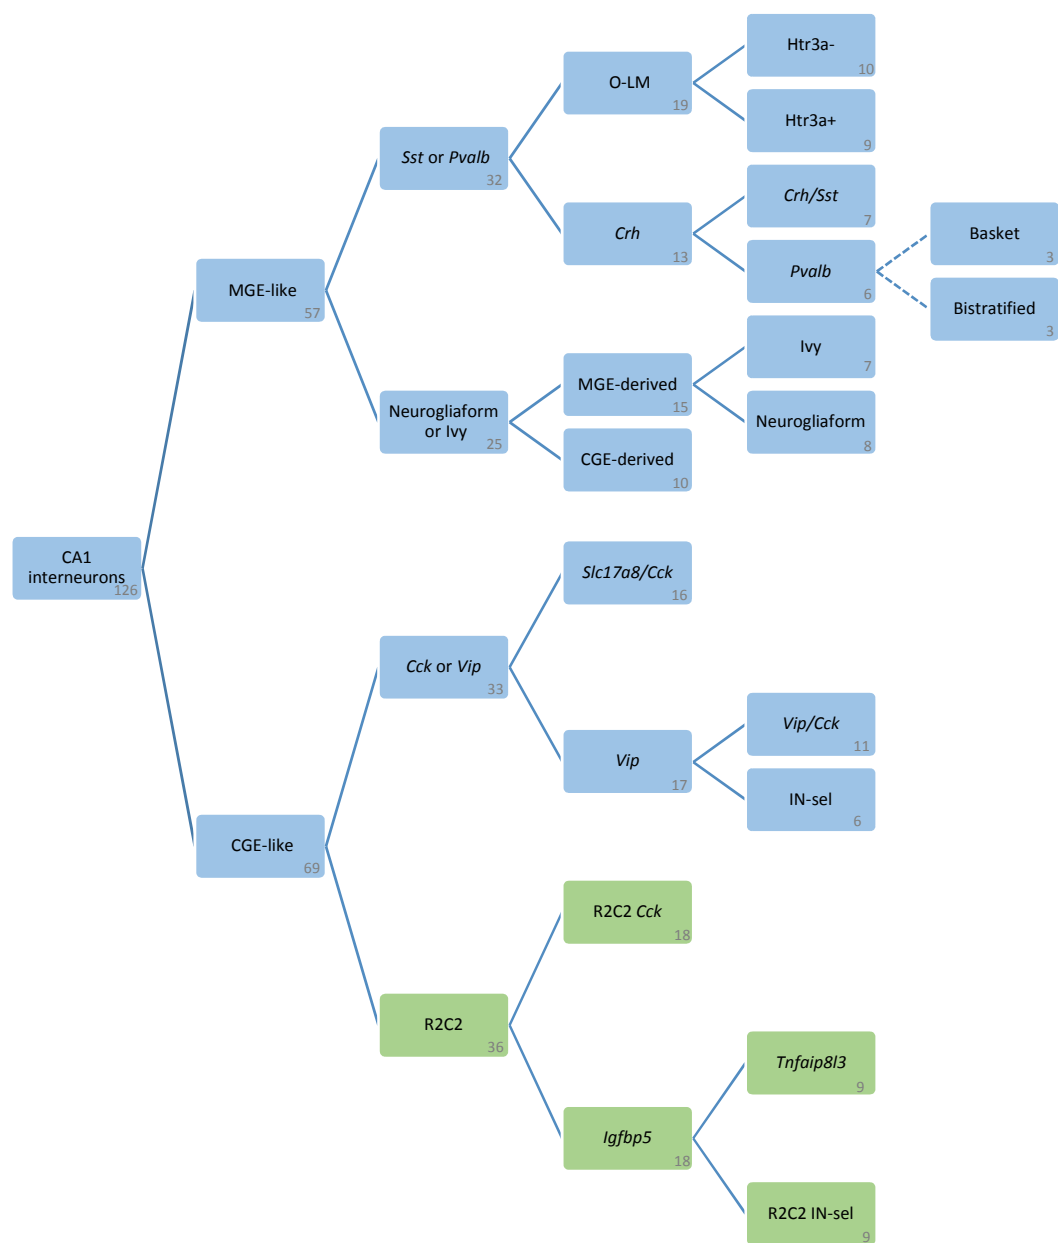 CA1
interneurons
126
MGE-like
57
Sst or Pvalb
32
O-LM
19
Htr3a-
10
Htr3a+
9
Crh
13
Crh/Sst
7
Pvalb
6
Basket
3
Bistratified
3
Neurogliaform
or Ivy
25
MGE-derived
15
Ivy
7
Neurogliaform
8
CGE-derived
10
CGE-like
69
Cck or Vip
33
Slc17a8/Cck
16
Vip
17
Vip/Cck
11
IN-sel
6
R2C2
36
R2C2 Cck
18
Igfbp5
18
Tnfaip8l3
9
R2C2 IN-sel
9